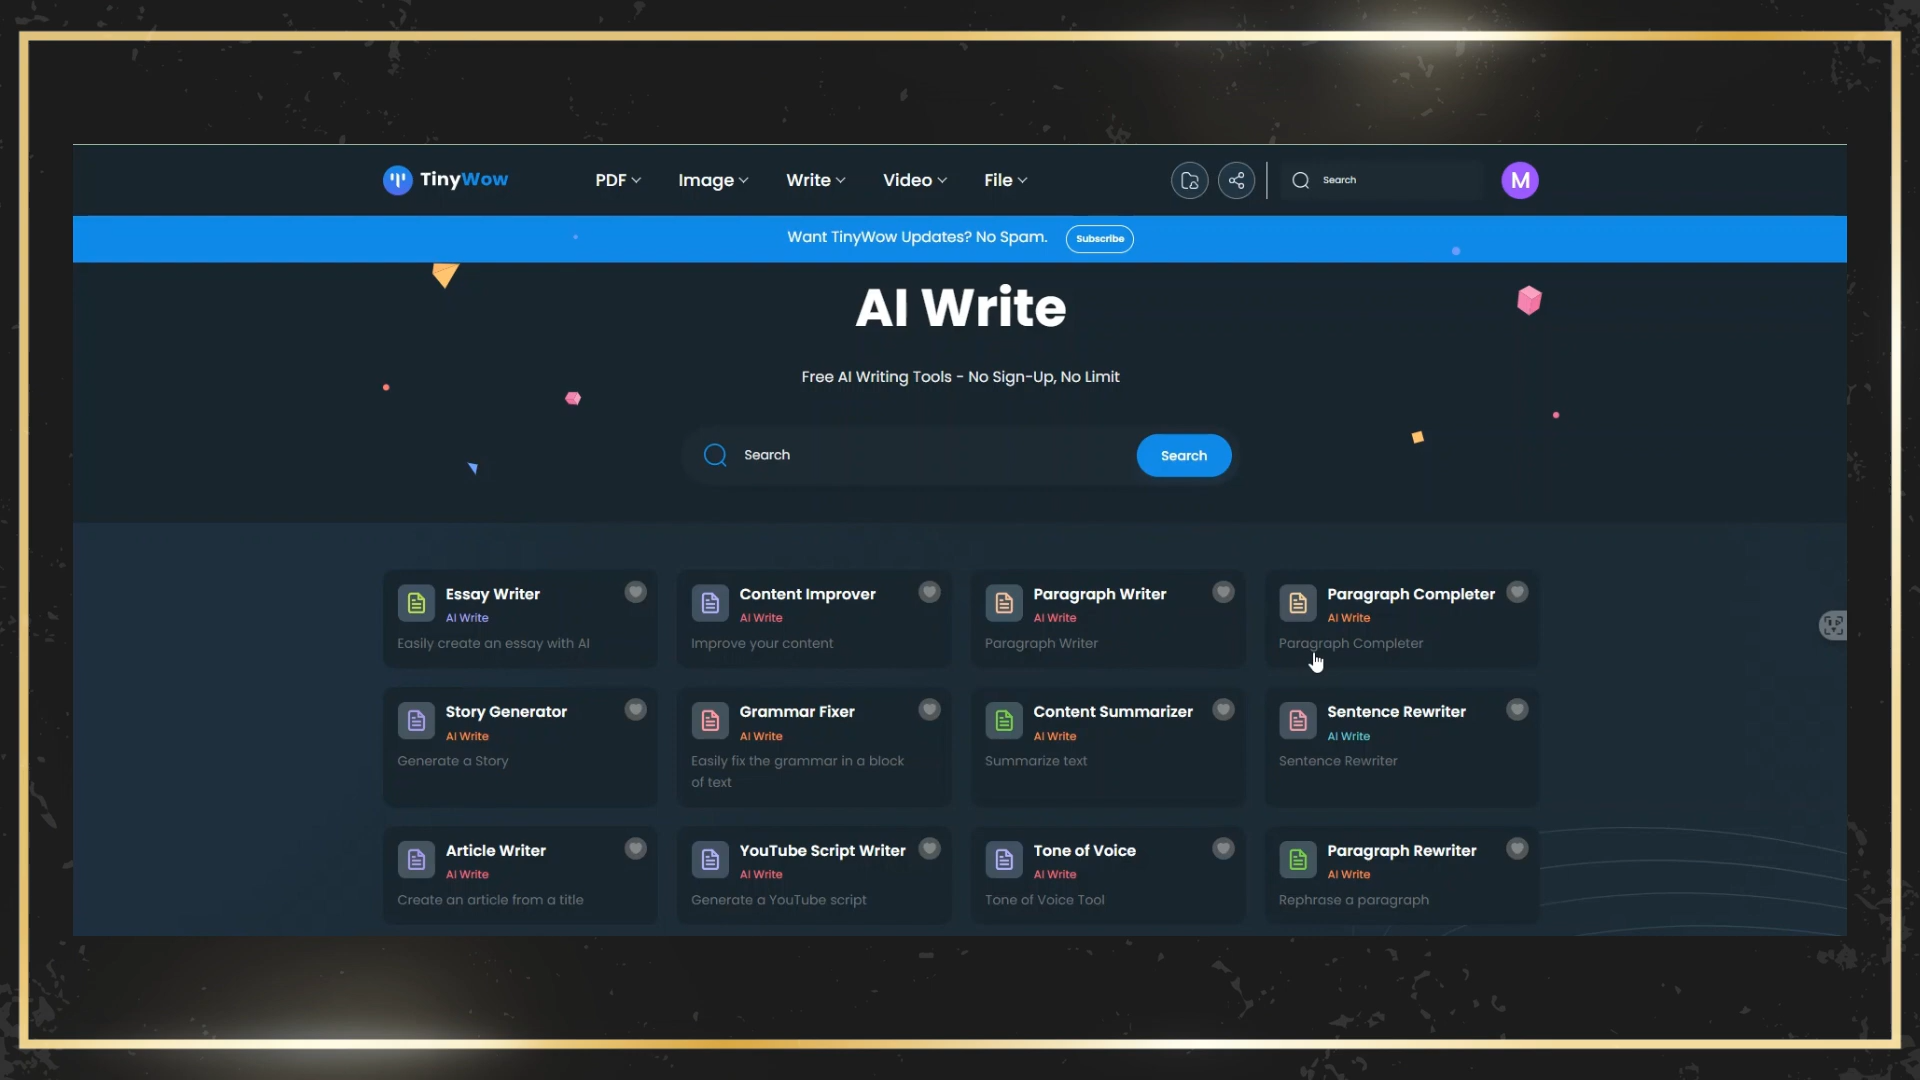 TinyWow
PDF Image Write Video File Search M
Want TinyWow Updates? No Spam. Subscribe
AI Write
Free AI Writing Tools - No Sign-Up, No Limit
Search Search
Essay Writer
AI Write
Easily create an essay with AI
Content Improver
AI Write
Improve your content
Paragraph Writer
AI Write
Paragraph Writer
Paragraph Completer
AI Write
Paragraph Completer
Story Generator
AI Write
Generate a Story
Grammar Fixer
AI Write
Easily fix the grammar in a block
of text
Content Summarizer
AI Write
Summarize text
Sentence Rewriter
AI Write
Sentence Rewriter
Article Writer
AI Write
Create an article from a title
YouTube Script Writer
AI Write
Generate a YouTube script
Tone of Voice
AI Write
Tone of Voice Tool
Paragraph Rewriter
AI Write
Rephrase a paragraph